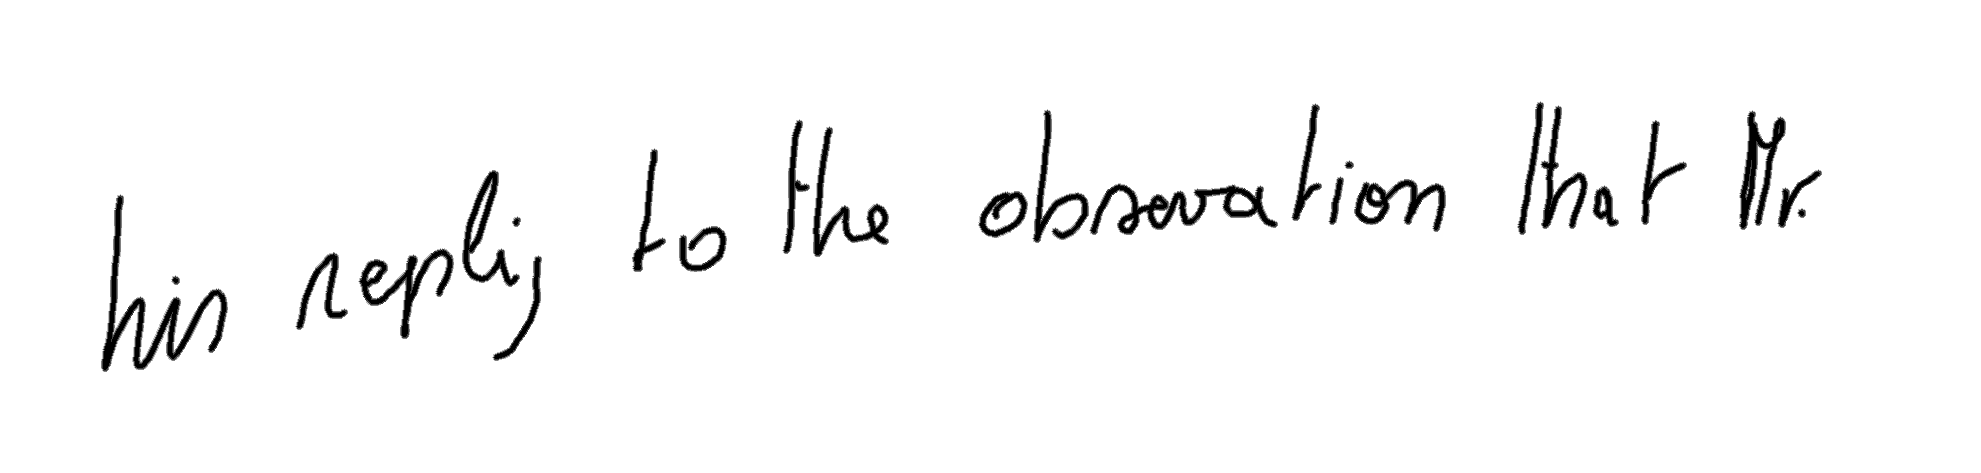 his reply to the observation that Mr.